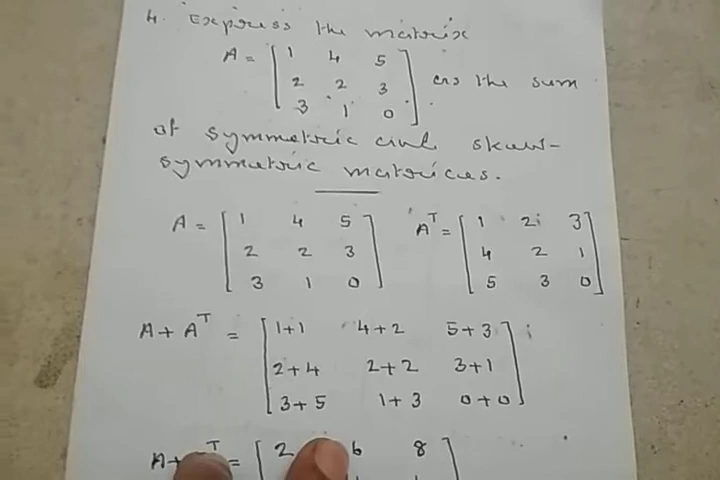 4. Express the matrix
A = [ 1 4 5
2 2 3 as the sum
3 1 0 ]
of symmetric and skew-
symmetric matrices.
A = [ 1 4 5 ] Aᵀ = [ 1 2 3 ]
2 2 3 4 2 1
3 1 0 5 3 0
A + Aᵀ = [ 1+1 4+2 5+3 ]
2+4 2+2 3+1
3+5 1+3 0+0
A+ ᵀ = [ 2 6 8 ]